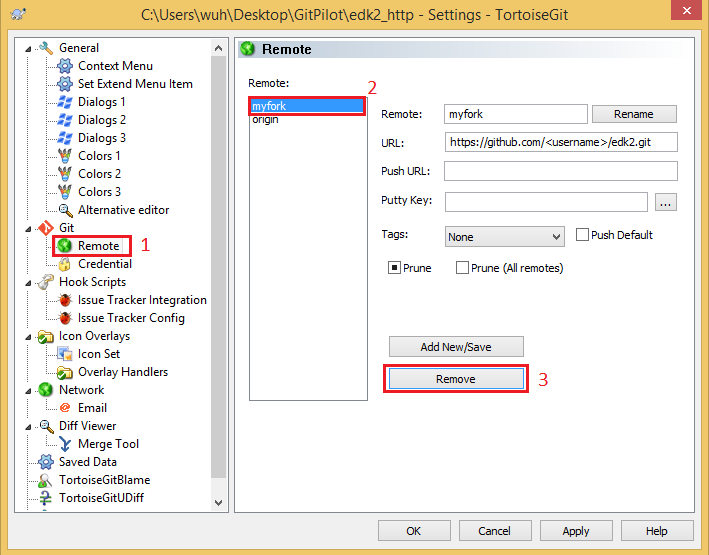 C:\Users\wuh\Desktop\GitPilot\edk2_http - Settings - TortoiseGit
General
Context Menu
Set Extend Menu Item
Dialogs 1
Dialogs 2
Dialogs 3
Colors 1
Colors 2
Colors 3
Alternative editor
Git
Remote
1
Credential
Hook Scripts
Issue Tracker Integration
Issue Tracker Config
Icon Overlays
Icon Set
Overlay Handlers
Network
Email
Diff Viewer
Merge Tool
Saved Data
TortoiseGitBlame
TortoiseGitUDiff
Remote
Remote:
2
myfork
origin
Remote: myfork Rename
URL: https://github.com/<username>/edk2.git
Push URL:
Putty Key: ...
Tags: None Push Default
Prune Prune (All remotes)
Add New/Save
Remove 3
OK Cancel Apply Help